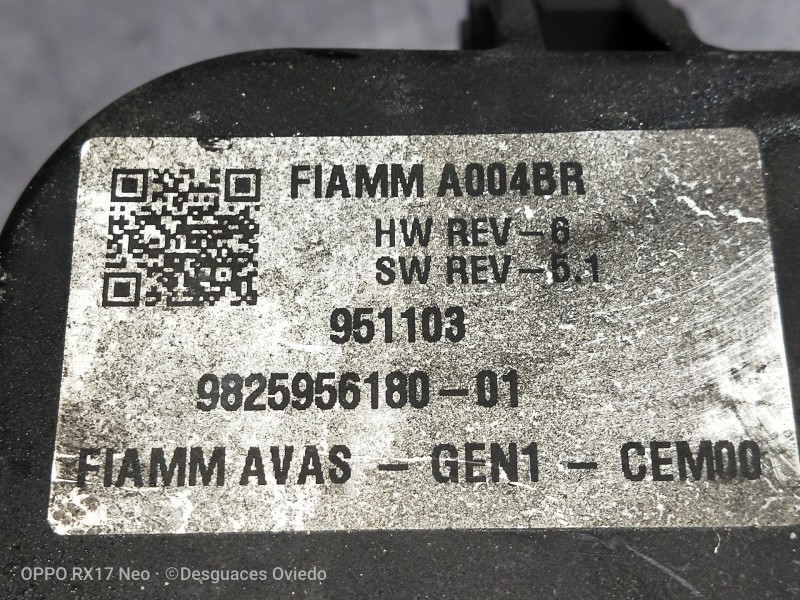 FIAMM A004BR
HW REV-6
SW REV-5.1
951103
9825956180-01
FIAMM AVAS - GEN1 - CEM00
OPPO RX17 Neo · ©Desguaces Oviedo